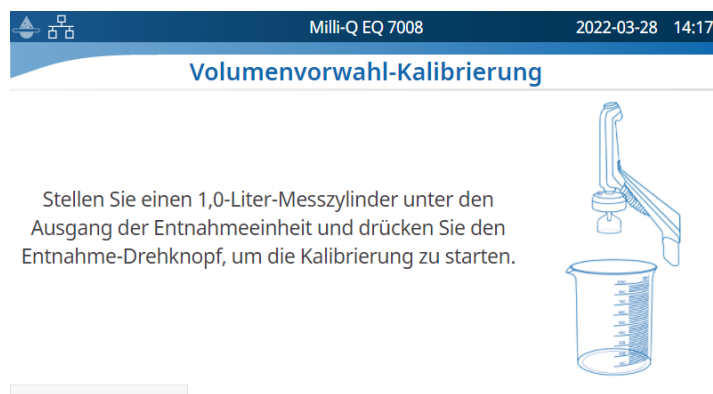 Milli-Q EQ 7008 2022-03-28 14:17
Volumenvorwahl-Kalibrierung
Stellen Sie einen 1,0-Liter-Messzylinder unter den
Ausgang der Entnahmeeinheit und drücken Sie den
Entnahme-Drehknopf, um die Kalibrierung zu starten.